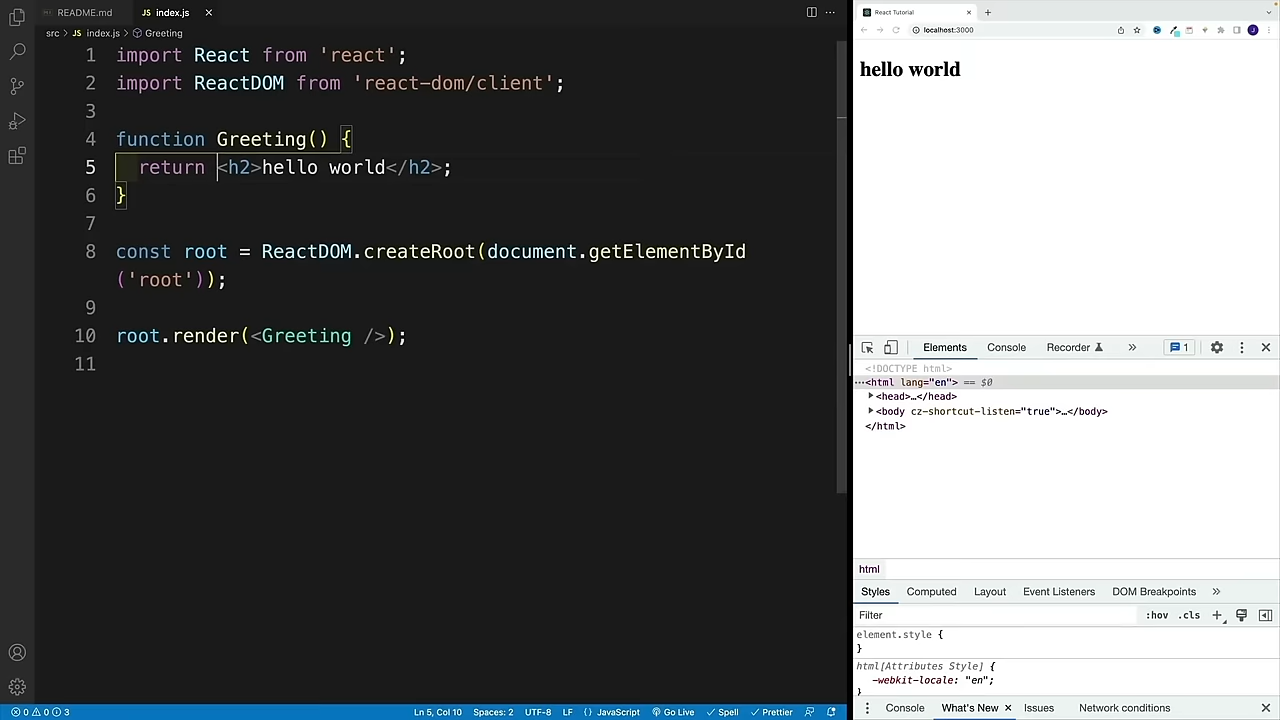 README.md
JS index.js
src > JS index.js > Greeting
1 import React from 'react';
2 import ReactDOM from 'react-dom/client';
3
4 function Greeting() {
5 return <h2>hello world</h2>;
6 }
7
8 const root = ReactDOM.createRoot(document.getElementById
('root'));
9
10 root.render(<Greeting />);
11
0 0 3
Ln 5, Col 10 Spaces: 2 UTF-8 LF { } JavaScript Go Live Spell Prettier
React Tutorial
localhost:3000
J
hello world
Elements Console Recorder » 1
<!DOCTYPE html>
…<html lang="en"> == $0
<head>…</head>
<body cz-shortcut-listen="true">…</body>
</html>
html
Styles Computed Layout Event Listeners DOM Breakpoints »
Filter :hov .cls +
element.style {
}
html[Attributes Style] {
-webkit-locale: "en";
}
Console What's New Issues Network conditions